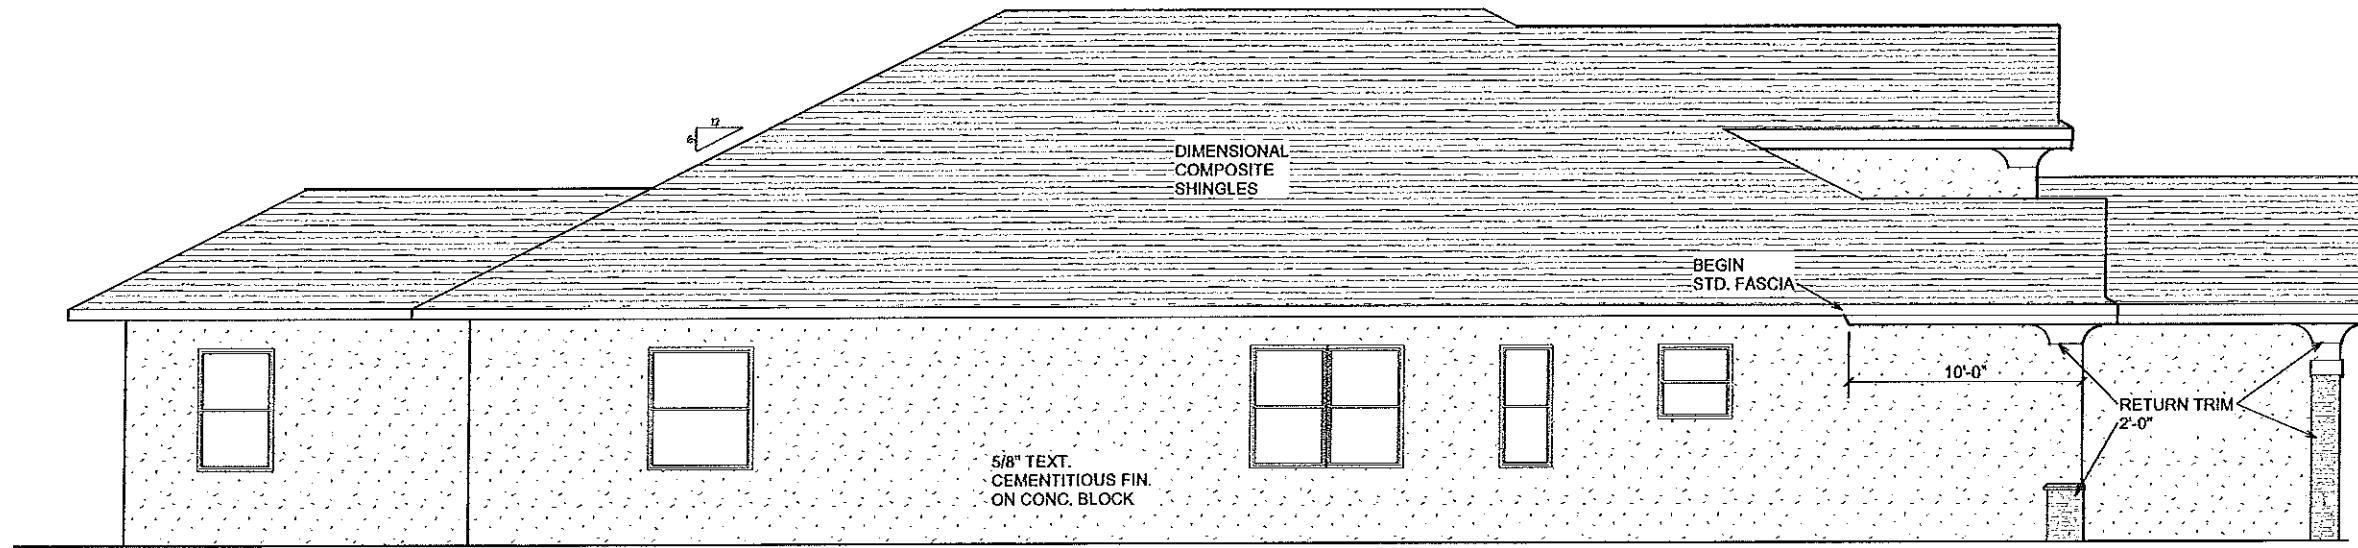 12
6
DIMENSIONAL
COMPOSITE
SHINGLES
BEGIN
STD. FASCIA
10'-0"
RETURN TRIM
2'-0"
5/8" TEXT.
CEMENTITIOUS FIN.
ON CONC. BLOCK